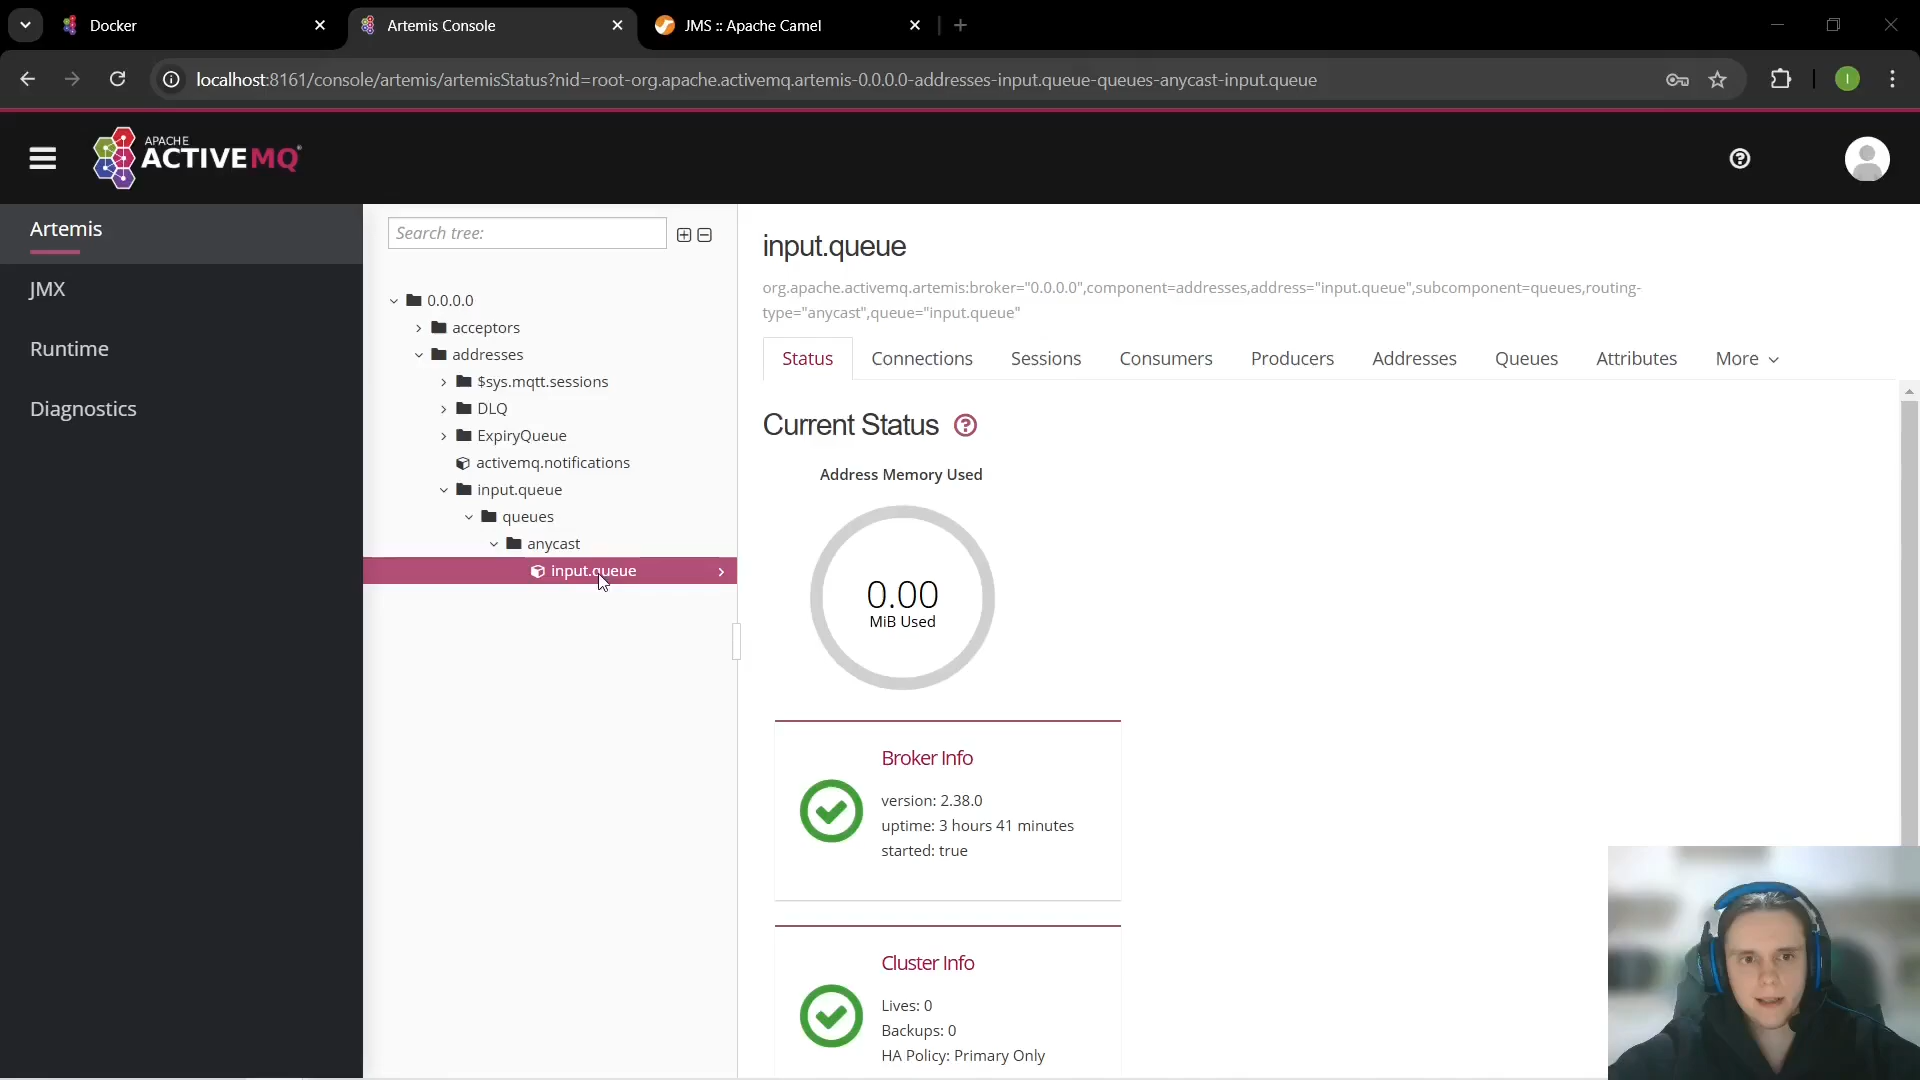 Docker
Artemis Console
JMS :: Apache Camel
localhost:8161/console/artemis/artemisStatus?nid=root-org.apache.activemq.artemis-0.0.0.0-addresses-input.queue-queues-anycast-input.queue
I
APACHE
ACTIVEMQ
Artemis
JMX
Runtime
Diagnostics
Search tree:
0.0.0.0
acceptors
addresses
$sys.mqtt.sessions
DLQ
ExpiryQueue
activemq.notifications
input.queue
queues
anycast
input.queue
input.queue
org.apache.activemq.artemis:broker="0.0.0.0",component=addresses,address="input.queue",subcomponent=queues,routing-
type="anycast",queue="input.queue"
Status
Connections
Sessions
Consumers
Producers
Addresses
Queues
Attributes
More
Current Status
Address Memory Used
0.00
MiB Used
Broker Info
version: 2.38.0
uptime: 3 hours 41 minutes
started: true
Cluster Info
Lives: 0
Backups: 0
HA Policy: Primary Only